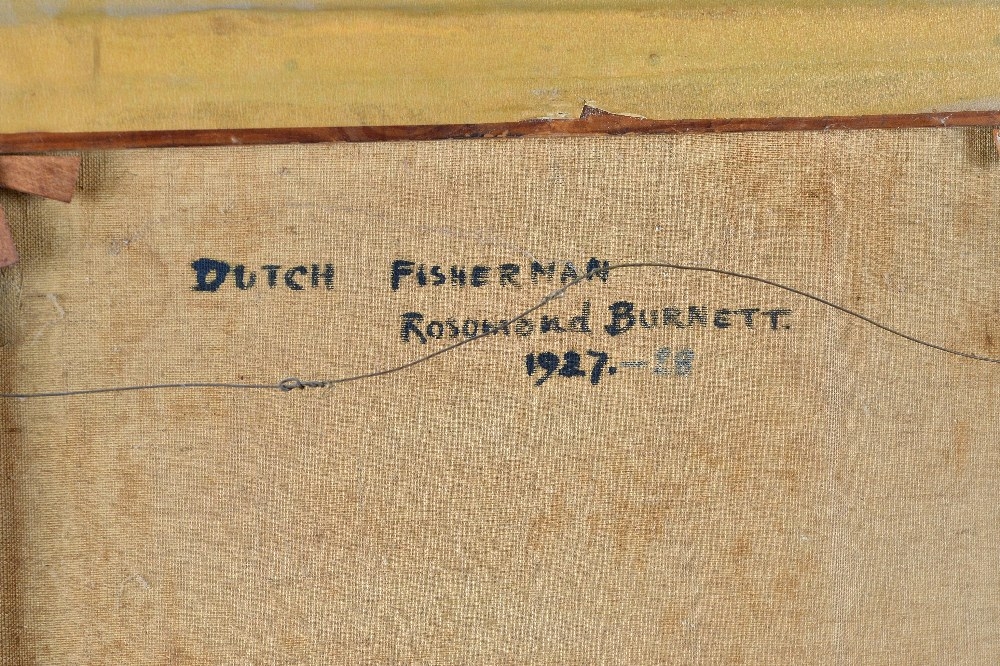 DUTCH FISHERMAN
ROSOMOND BURNETT.
1927.-28